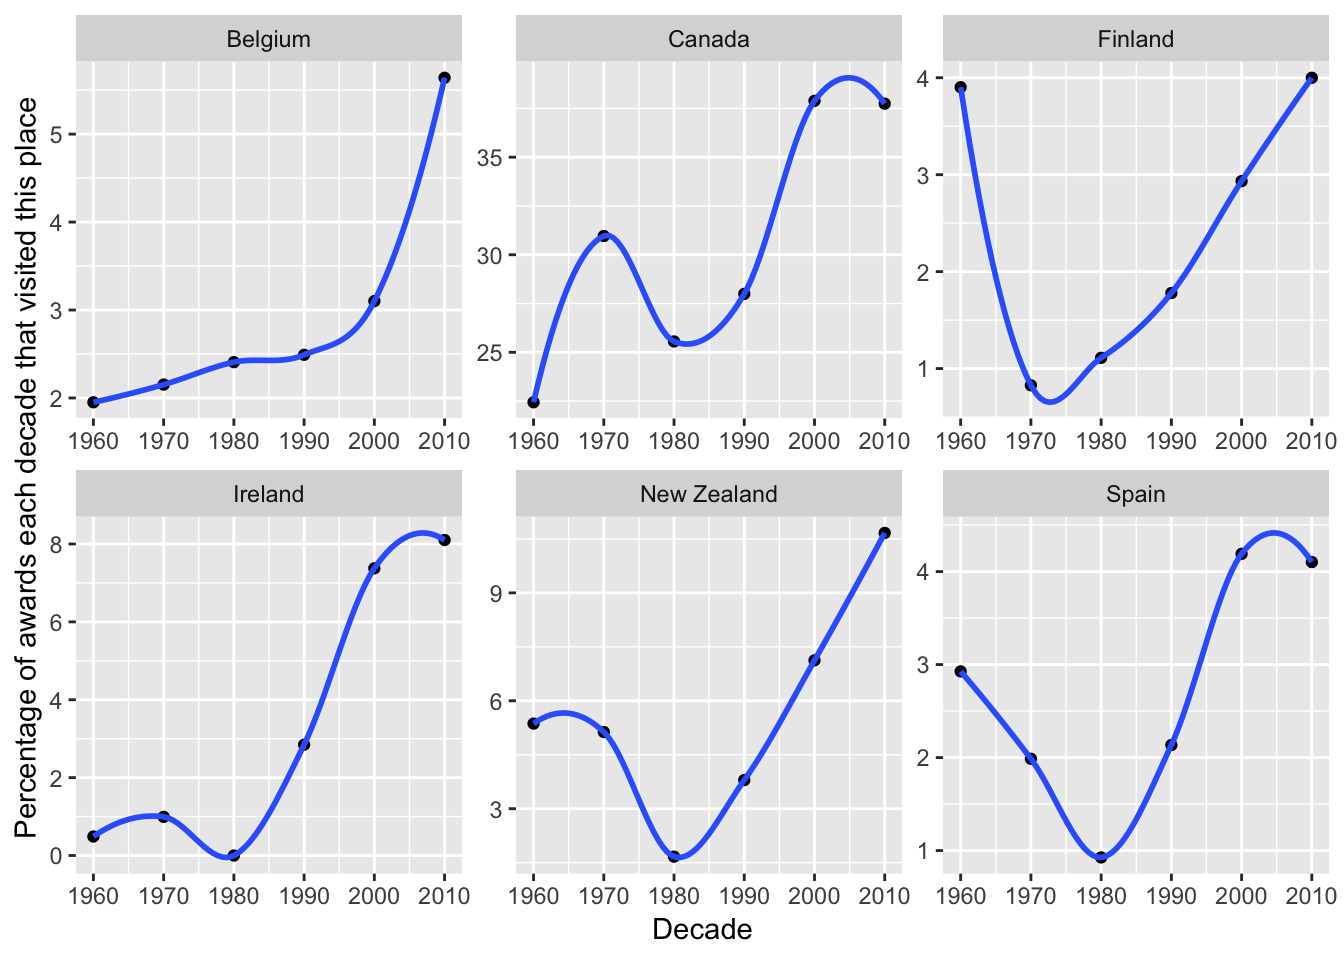 Belgium
Canada
Finland
5
4
3
2
35
30
25
4
3
2
1
1960 1970 1980 1990 2000 2010
1960 1970 1980 1990 2000 2010
1960 1970 1980 1990 2000 2010
Percentage of awards each decade that visited this place
Ireland
New Zealand
Spain
8
6
4
2
0
9
6
3
4
3
2
1
1960 1970 1980 1990 2000 2010
1960 1970 1980 1990 2000 2010
1960 1970 1980 1990 2000 2010
Decade